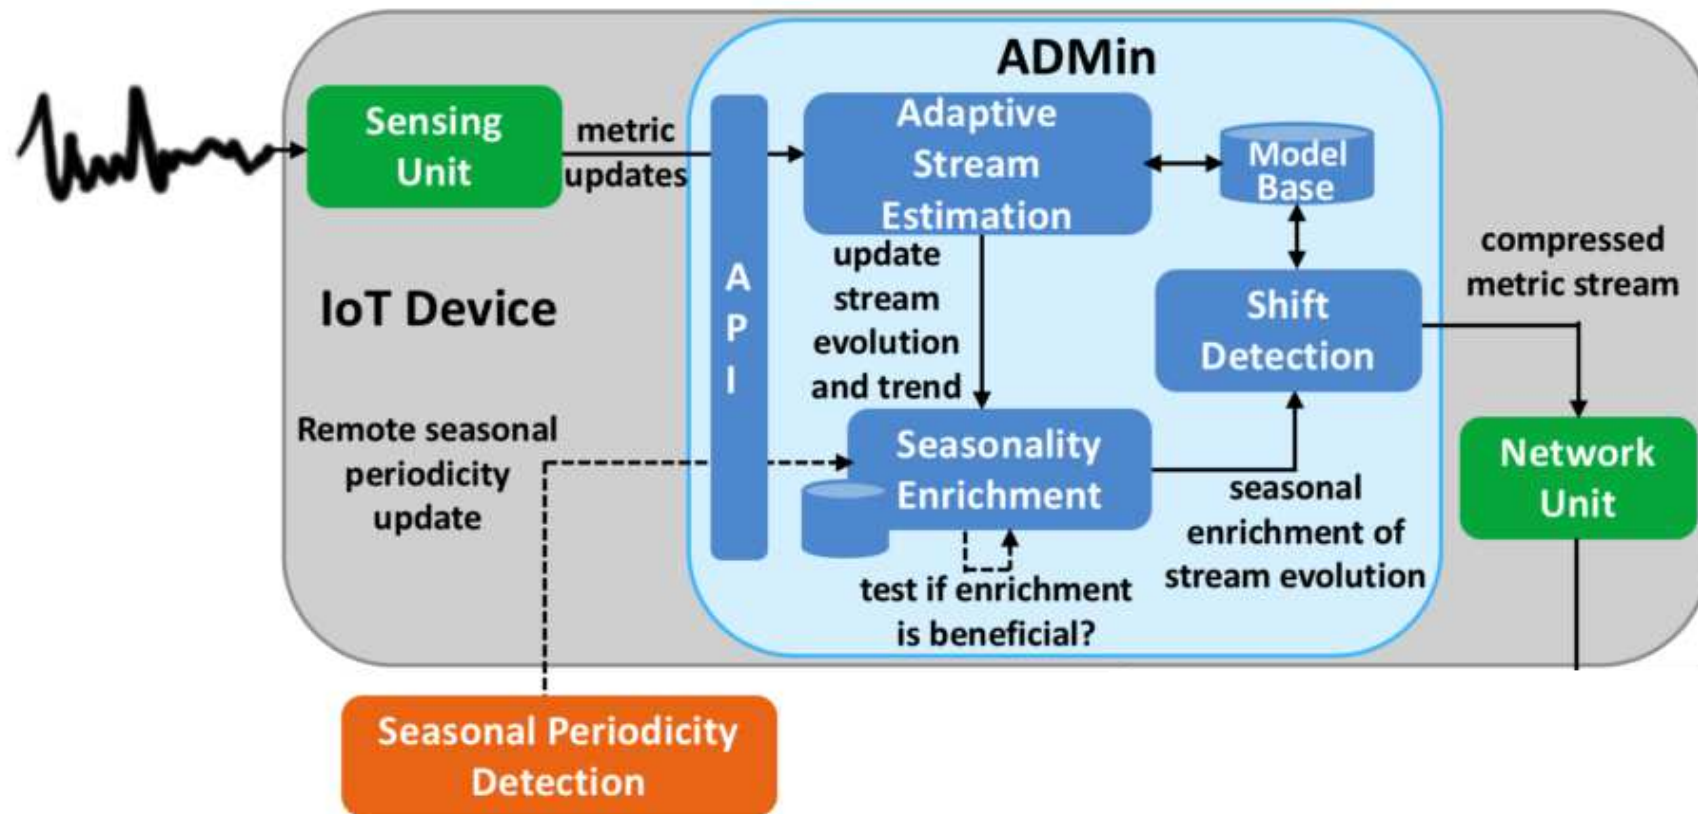 ADMin
Sensing
Unit
metric
updates
Adaptive
Stream
Estimation
Model
Base
API
IoT Device
update
stream
evolution
and trend
Shift
Detection
compressed
metric stream
Remote seasonal
periodicity
update
Seasonality
Enrichment
seasonal
enrichment of
stream evolution
Network
Unit
test if enrichment
is beneficial?
Seasonal Periodicity
Detection